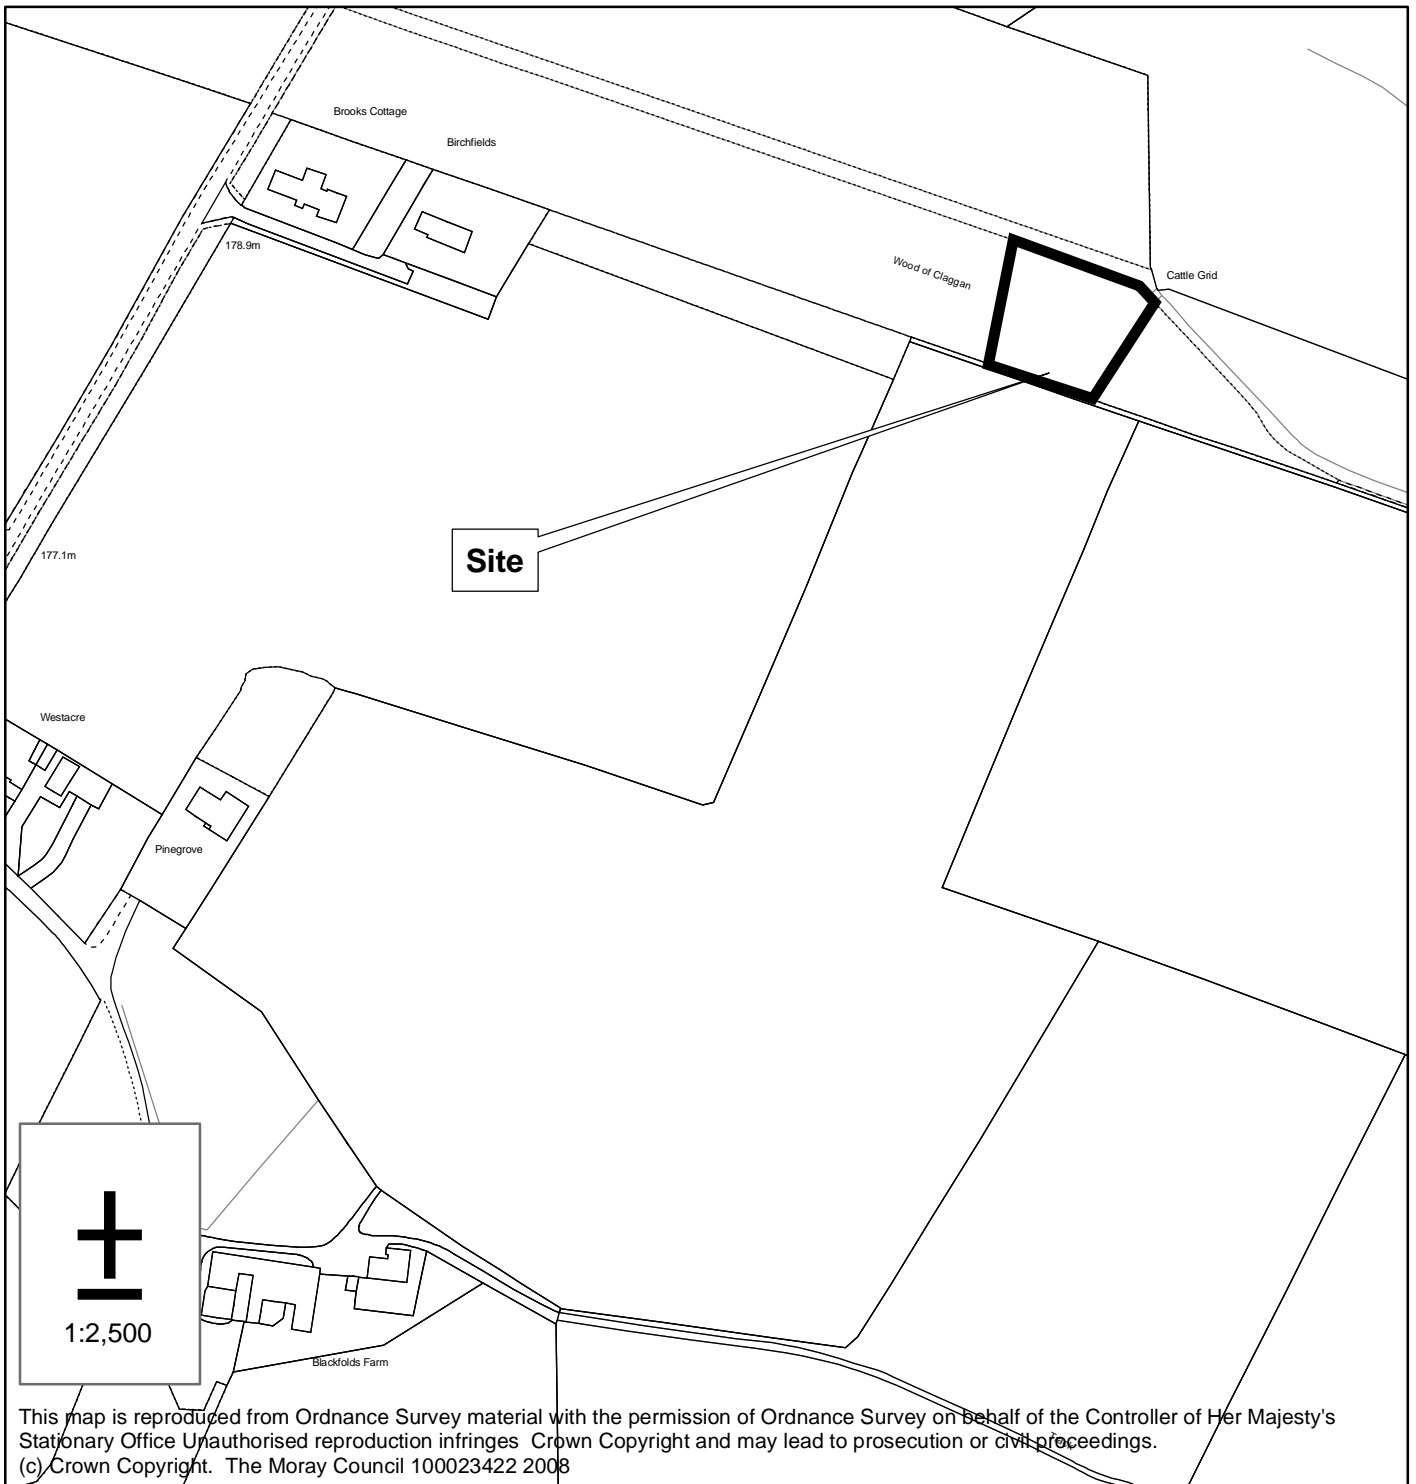 Brooks Cottage
Birchfields
178.9m
Wood of Claggan
Cattle Grid
Site
177.1m
Westacre
Pinegrove
±
1:2,500
Blackfolds Farm
Track
This map is reproduced from Ordnance Survey material with the permission of Ordnance Survey on behalf of the Controller of Her Majesty's
Stationary Office Unauthorised reproduction infringes Crown Copyright and may lead to prosecution or civil proceedings.
(c) Crown Copyright. The Moray Council 100023422 2008